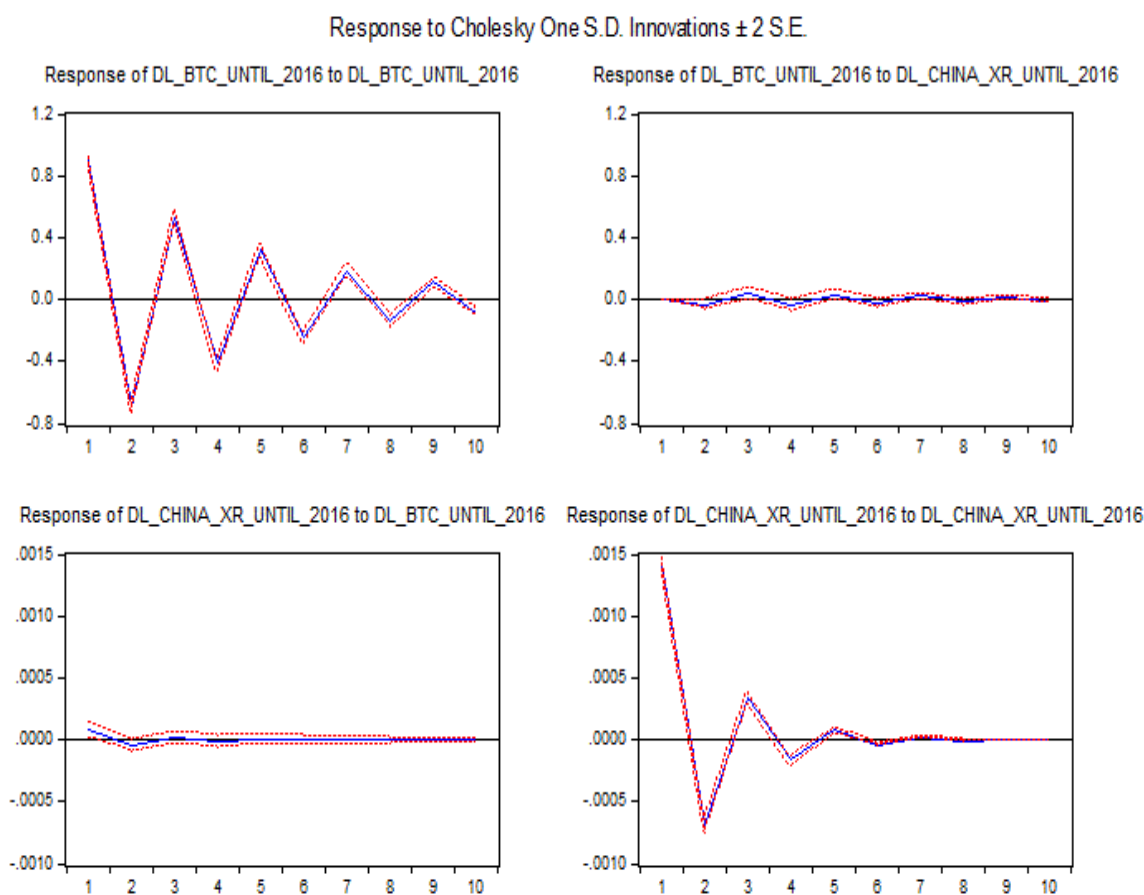 Response to Cholesky One S.D. Innovations ± 2 S.E.
Response of DL_BTC_UNTIL_2016 to DL_BTC_UNTIL_2016
1.2
0.8
0.4
0.0
-0.4
-0.8
1 2 3 4 5 6 7 8 9 10
Response of DL_BTC_UNTIL_2016 to DL_CHINA_XR_UNTIL_2016
1.2
0.8
0.4
0.0
-0.4
-0.8
1 2 3 4 5 6 7 8 9 10
Response of DL_CHINA_XR_UNTIL_2016 to DL_BTC_UNTIL_2016
.0015
.0010
.0005
.0000
-.0005
-.0010
1 2 3 4 5 6 7 8 9 10
Response of DL_CHINA_XR_UNTIL_2016 to DL_CHINA_XR_UNTIL_2016
.0015
.0010
.0005
.0000
-.0005
-.0010
1 2 3 4 5 6 7 8 9 10